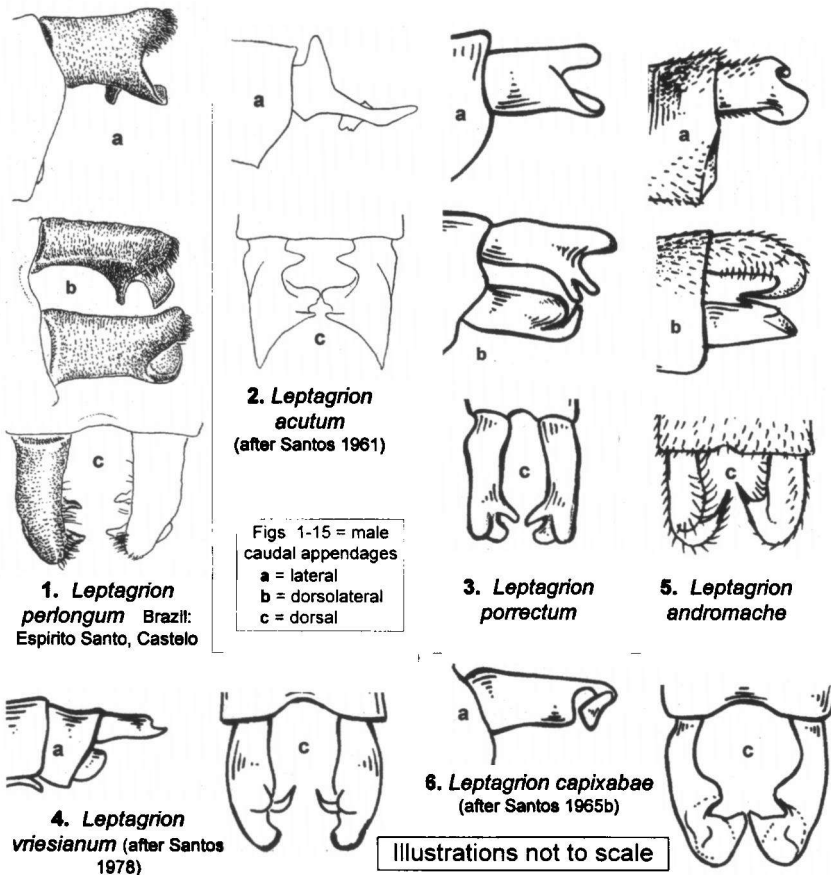 a
b
c
1. Leptagrion
perlongum Brazil:
Espirito Santo, Castelo
a
c
2. Leptagrion
acutum
(after Santos 1961)
Figs 1-15 = male
caudal appendages
a = lateral
b = dorsolateral
c = dorsal
a
b
c
3. Leptagrion
porrectum
a
b
c
5. Leptagrion
andromache
a
c
4. Leptagrion
vriesianum (after Santos
1978)
a
c
6. Leptagrion capixabae
(after Santos 1965b)
Illustrations not to scale